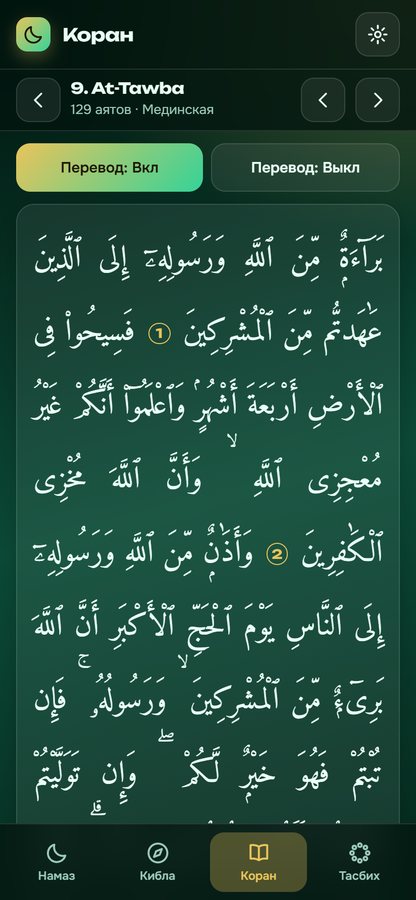 Коран
9. At-Tawba
129 аятов · Мединская
Перевод: Вкл
Перевод: Выкл
بَرَآءَةٌۭ مِّنَ ٱللَّهِ وَرَسُولِهِۦٓ إِلَى ٱلَّذِينَ
عَـٰهَدتُّم مِّنَ ٱلْمُشْرِكِينَ 1 فَسِيحُوا۟ فِى
ٱلْأَرْضِ أَرْبَعَةَ أَشْهُرٍۢ وَٱعْلَمُوٓا۟ أَنَّكُمْ غَيْرُ
مُعْجِزِى ٱللَّهِ ۙ وَأَنَّ ٱللَّهَ مُخْزِى
ٱلْكَـٰفِرِينَ 2 وَأَذَٰنٌۭ مِّنَ ٱللَّهِ وَرَسُولِهِۦٓ
إِلَى ٱلنَّاسِ يَوْمَ ٱلْحَجِّ ٱلْأَكْبَرِ أَنَّ ٱللَّهَ
بَرِىٓءٌۭ مِّنَ ٱلْمُشْرِكِينَ ۙ وَرَسُولُهُۥ ۚ فَإِن
تُبْتُمْ فَهُوَ خَيْرٌۭ لَّكُمْ ۖ وَإِن تَوَلَّيْتُمْ
Намаз
Кибла
Коран
Тасбих